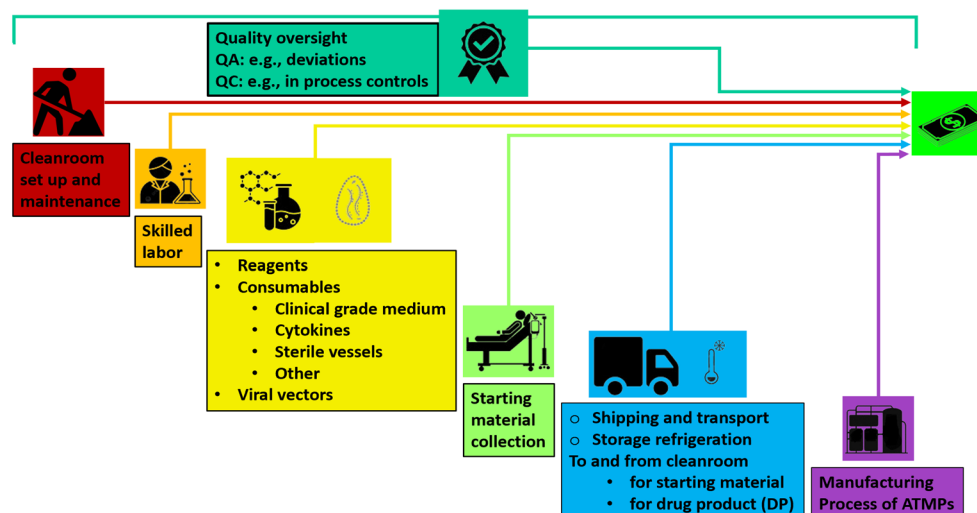 Quality oversight
QA: e.g., deviations
QC: e.g., in process controls
$
Cleanroom
set up and
maintenance
Skilled
labor
• Reagents
• Consumables
• Clinical grade medium
• Cytokines
• Sterile vessels
• Other
• Viral vectors
Starting
material
collection
o Shipping and transport
o Storage refrigeration
To and from cleanroom
• for starting material
• for drug product (DP)
Manufacturing
Process of ATMPs